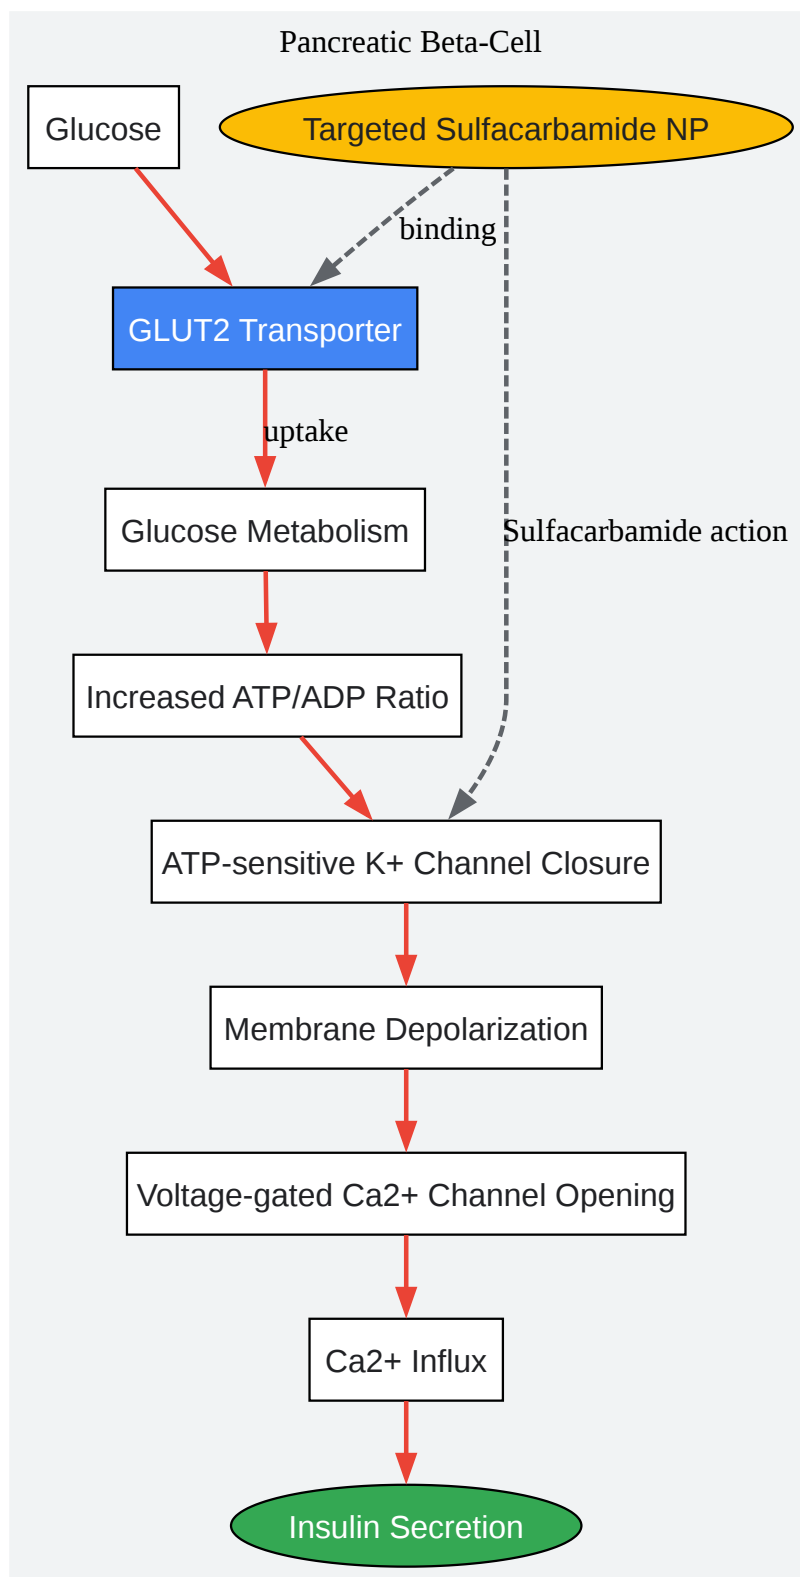 Pancreatic Beta-Cell
Glucose
Targeted Sulfacarbamide NP
binding
GLUT2 Transporter
uptake
Glucose Metabolism
Sulfacarbamide action
Increased ATP/ADP Ratio
ATP-sensitive K+ Channel Closure
Membrane Depolarization
Voltage-gated Ca2+ Channel Opening
Ca2+ Influx
Insulin Secretion